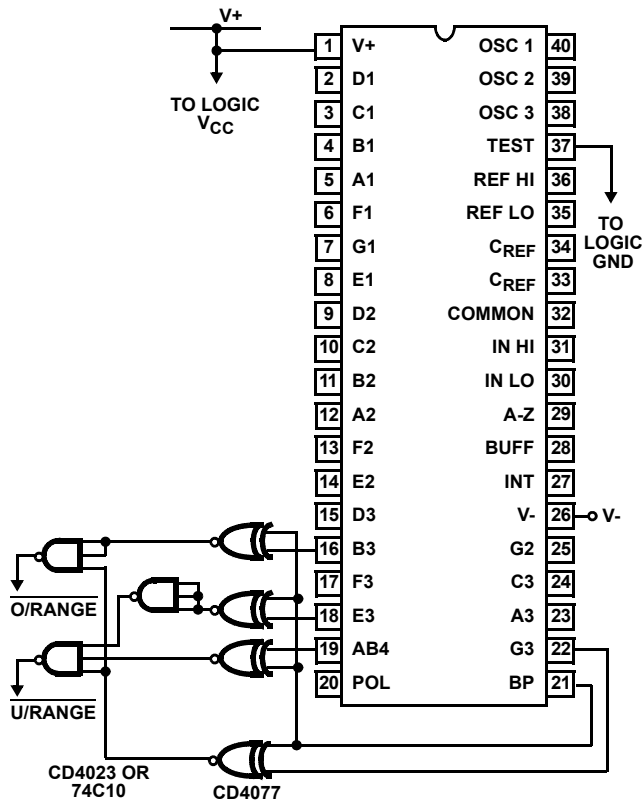 V+
TO LOGIC
VCC
1 V+ OSC 1 40
2 D1 OSC 2 39
3 C1 OSC 3 38
4 B1 TEST 37
5 A1 REF HI 36
6 F1 REF LO 35
TO
LOGIC
GND
7 G1 CREF 34
8 E1 CREF 33
9 D2 COMMON 32
10 C2 IN HI 31
11 B2 IN LO 30
12 A2 A-Z 29
13 F2 BUFF 28
14 E2 INT 27
15 D3 V- 26 V-
16 B3 G2 25
17 F3 C3 24
18 E3 A3 23
19 AB4 G3 22
20 POL BP 21
O/RANGE
U/RANGE
CD4023 OR
74C10
CD4077